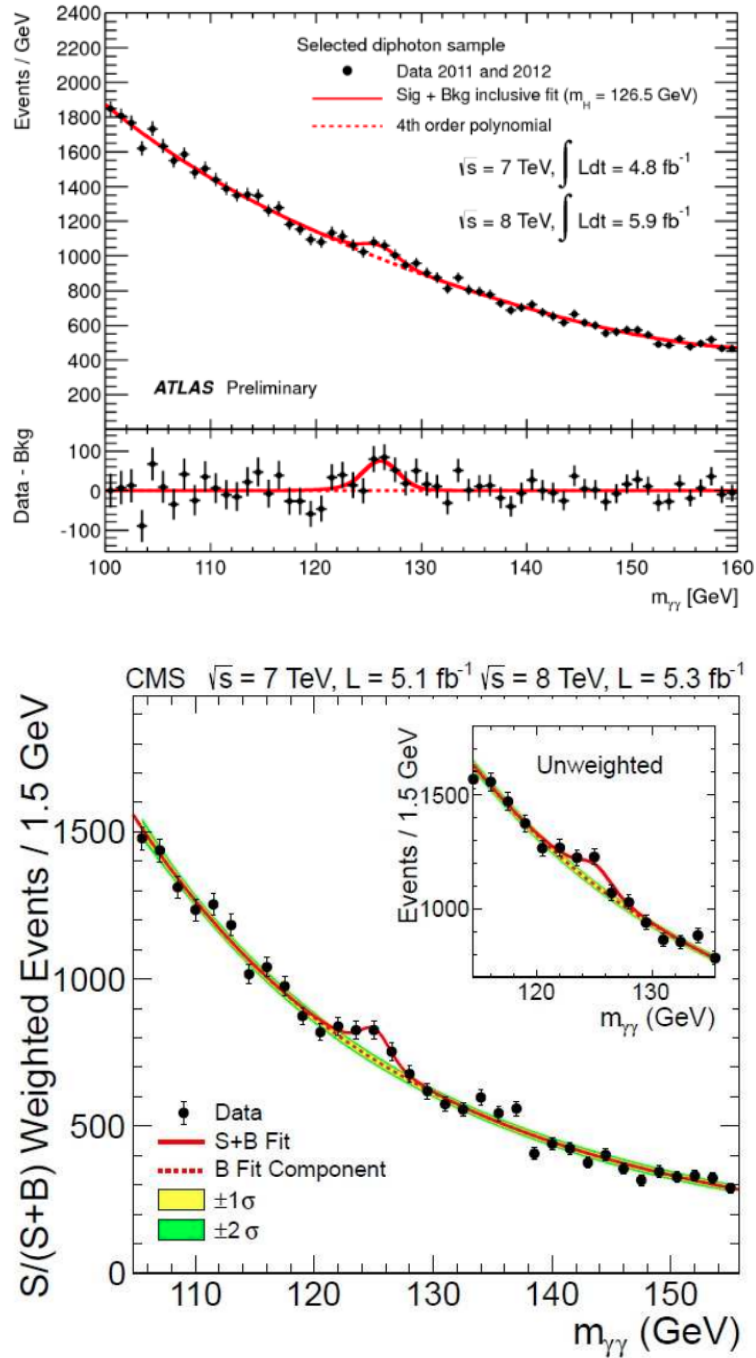 Events / GeV
2400
2200
2000
1800
1600
1400
1200
1000
800
600
400
200
Selected diphoton sample
Data 2011 and 2012
Sig + Bkg inclusive fit (m_H = 126.5 GeV)
4th order polynomial
√s = 7 TeV, ∫ Ldt = 4.8 fb⁻¹
√s = 8 TeV, ∫ Ldt = 5.9 fb⁻¹
ATLAS Preliminary
Data - Bkg
100
0
-100
100 110 120 130 140 150 160
m_γγ [GeV]
CMS √s = 7 TeV, L = 5.1 fb⁻¹ √s = 8 TeV, L = 5.3 fb⁻¹
S/(S+B) Weighted Events / 1.5 GeV
1500
1000
500
0
Events / 1.5 GeV
1500
1000
Unweighted
120 130
m_γγ (GeV)
Data
S+B Fit
B Fit Component
±1σ
±2 σ
110 120 130 140 150
m_γγ (GeV)